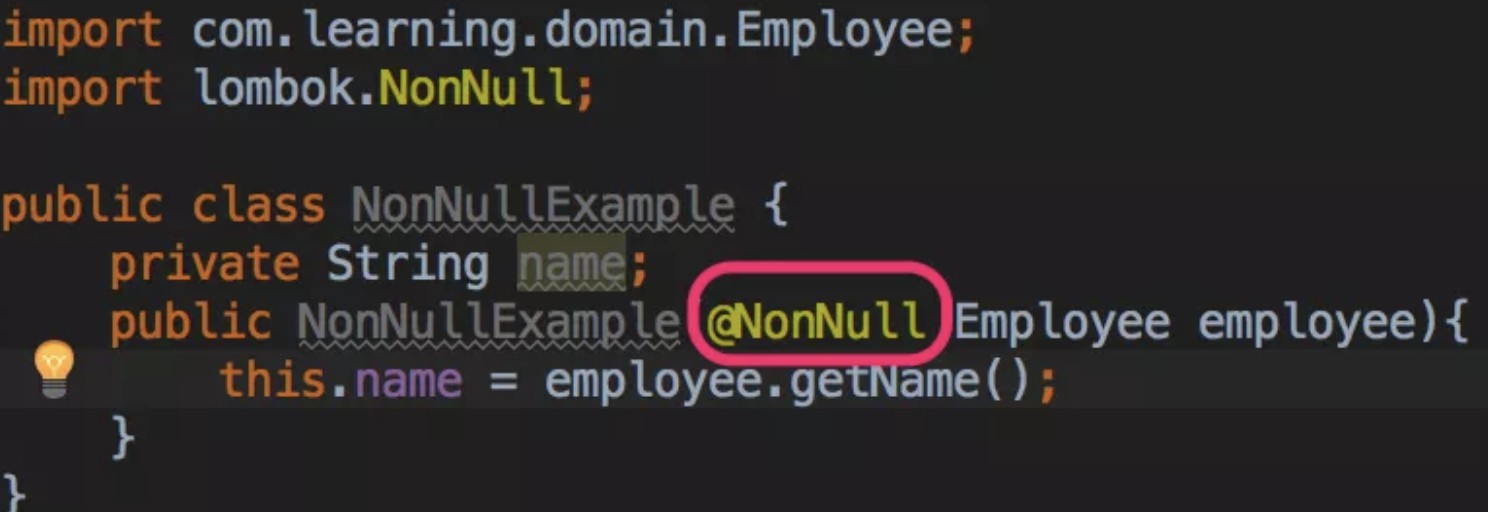 import com.learning.domain.Employee;
import lombok.NonNull;
public class NonNullExample {
private String name;
public NonNullExample @NonNull Employee employee){
this.name = employee.getName();
}
}